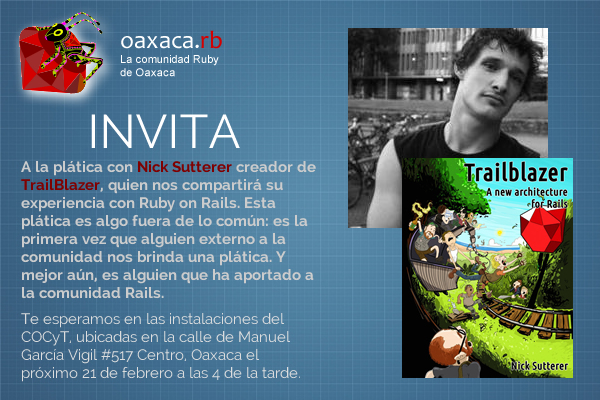 oaxaca.rb
La comunidad Ruby
de Oaxaca
INVITA
A la plática con Nick Sutterer creador de
TrailBlazer, quien nos compartirá su
experiencia con Ruby on Rails. Esta
plática es algo fuera de lo común: es la
primera vez que alguien externo a la
comunidad nos brinda una plática. Y
mejor aún, es alguien que ha aportado a
la comunidad Rails.
Te esperamos en las instalaciones del
COCyT, ubicadas en la calle de Manuel
García Vigil #517 Centro, Oaxaca el
próximo 21 de febrero a las 4 de la tarde.
Trailblazer
A new architecture
for Rails
Nick Sutterer